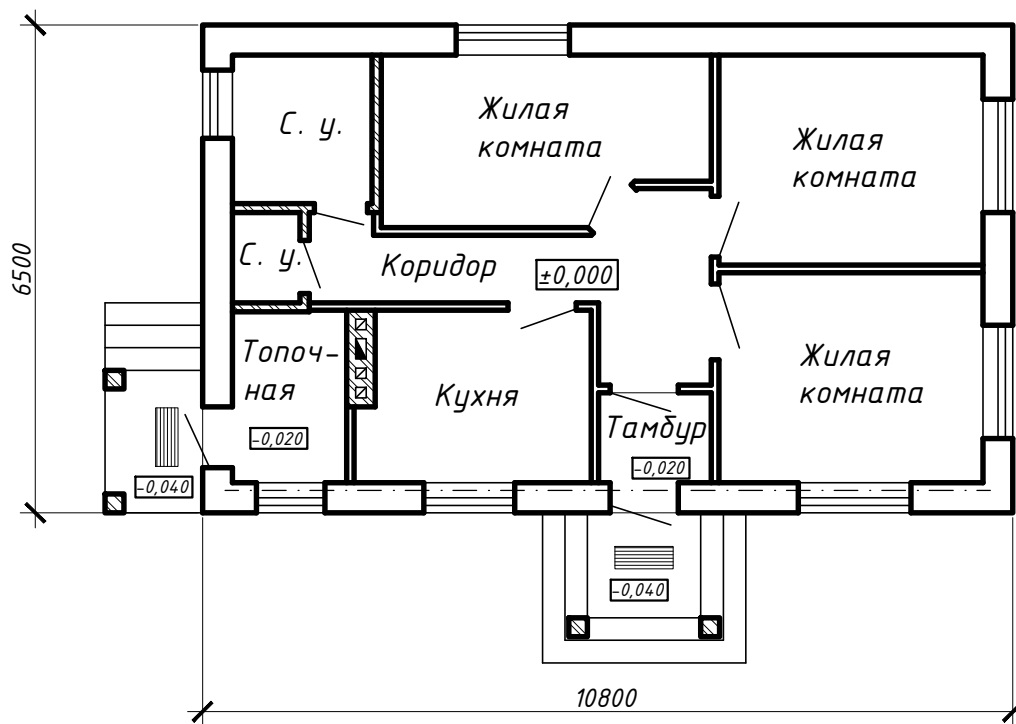 С. у.
Жилая
комната
Жилая
комната
С. у.
Коридор
±0,000
6500
Топоч-
ная
Кухня
Жилая
комната
Тамбур
-0,020
-0,020
-0,040
-0,040
10800